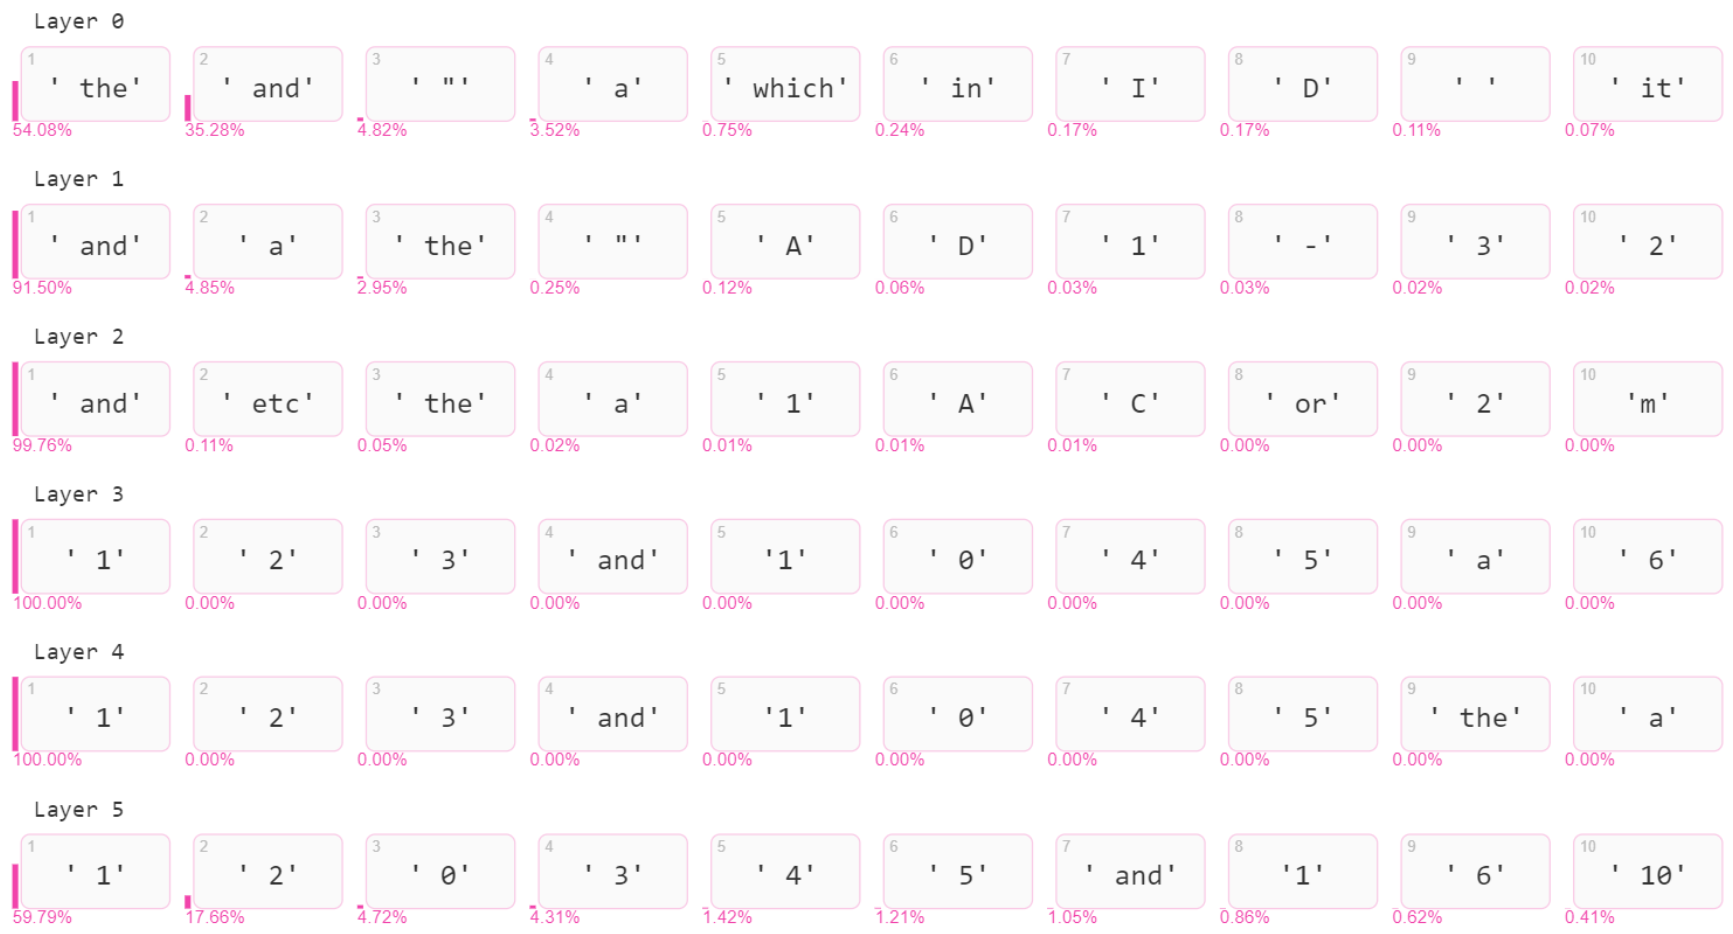 Layer 0
1 2 3 4 5 6 7 8 9 10
' the' ' and' ' "' ' a' ' which' ' in' ' I' ' D' ' ' ' it'
54.08% 35.28% 4.82% 3.52% 0.75% 0.24% 0.17% 0.17% 0.11% 0.07%
Layer 1
1 2 3 4 5 6 7 8 9 10
' and' ' a' ' the' ' "' ' A' ' D' ' 1' ' -' ' 3' ' 2'
91.50% 4.85% 2.95% 0.25% 0.12% 0.06% 0.03% 0.03% 0.02% 0.02%
Layer 2
1 2 3 4 5 6 7 8 9 10
' and' ' etc' ' the' ' a' ' 1' ' A' ' C' ' or' ' 2' 'm'
99.76% 0.11% 0.05% 0.02% 0.01% 0.01% 0.01% 0.00% 0.00% 0.00%
Layer 3
1 2 3 4 5 6 7 8 9 10
' 1' ' 2' ' 3' ' and' '1' ' 0' ' 4' ' 5' ' a' ' 6'
100.00% 0.00% 0.00% 0.00% 0.00% 0.00% 0.00% 0.00% 0.00% 0.00%
Layer 4
1 2 3 4 5 6 7 8 9 10
' 1' ' 2' ' 3' ' and' '1' ' 0' ' 4' ' 5' ' the' ' a'
100.00% 0.00% 0.00% 0.00% 0.00% 0.00% 0.00% 0.00% 0.00% 0.00%
Layer 5
1 2 3 4 5 6 7 8 9 10
' 1' ' 2' ' 0' ' 3' ' 4' ' 5' ' and' '1' ' 6' ' 10'
59.79% 17.66% 4.72% 4.31% 1.42% 1.21% 1.05% 0.86% 0.62% 0.41%